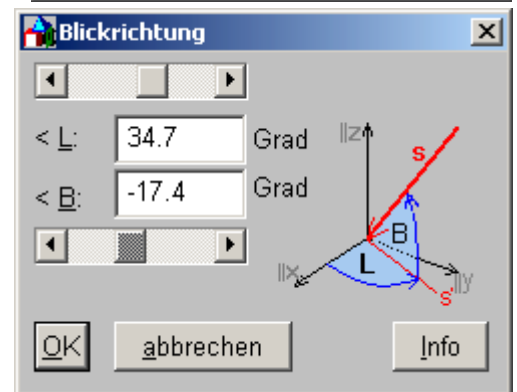 Blickrichtung
< L: 34.7 Grad
< B: -17.4 Grad
||z
s
B
L
||x
||y
s'
OK abbrechen Info